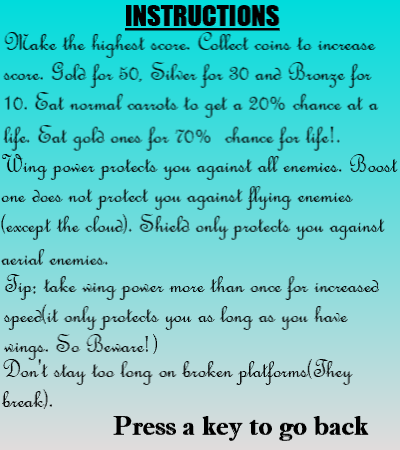 INSTRUCTIONS
Make the highest score. Collect coins to increase
score. Gold for 50, Silver for 30 and Bronze for
10. Eat normal carrots to get a 20% chance at a
life. Eat gold ones for 70% chance for life!.
Wing power protects you against all enemies. Boost
one does not protect you against flying enemies
(except the cloud). Shield only protects you against
aerial enemies.
Tip: take wing power more than once for increased
speed(it only protects you as long as you have
wings. So Beware!)
Don't stay too long on broken platforms(They
break).
Press a key to go back